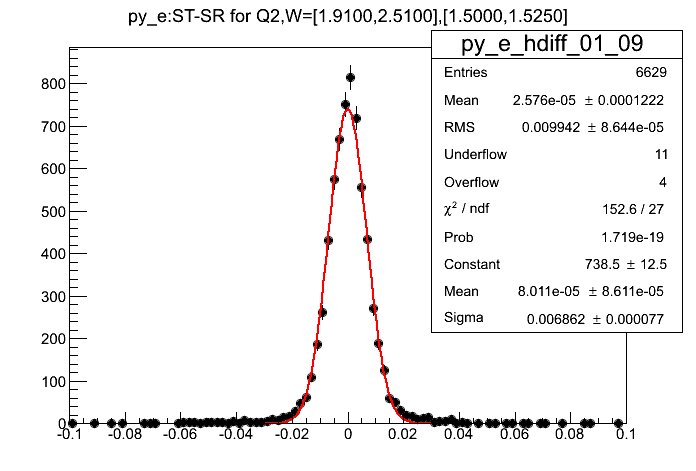 py_e:ST-SR for Q2,W=[1.9100,2.5100],[1.5000,1.5250]
py_e_hdiff_01_09
Entries 6629
Mean 2.576e-05 ± 0.0001222
RMS 0.009942 ± 8.644e-05
Underflow 11
Overflow 4
χ² / ndf 152.6 / 27
Prob 1.719e-19
Constant 738.5 ± 12.5
Mean 8.011e-05 ± 8.611e-05
Sigma 0.006862 ± 0.000077
800
700
600
500
400
300
200
100
0
-0.1 -0.08 -0.06 -0.04 -0.02 0 0.02 0.04 0.06 0.08 0.1